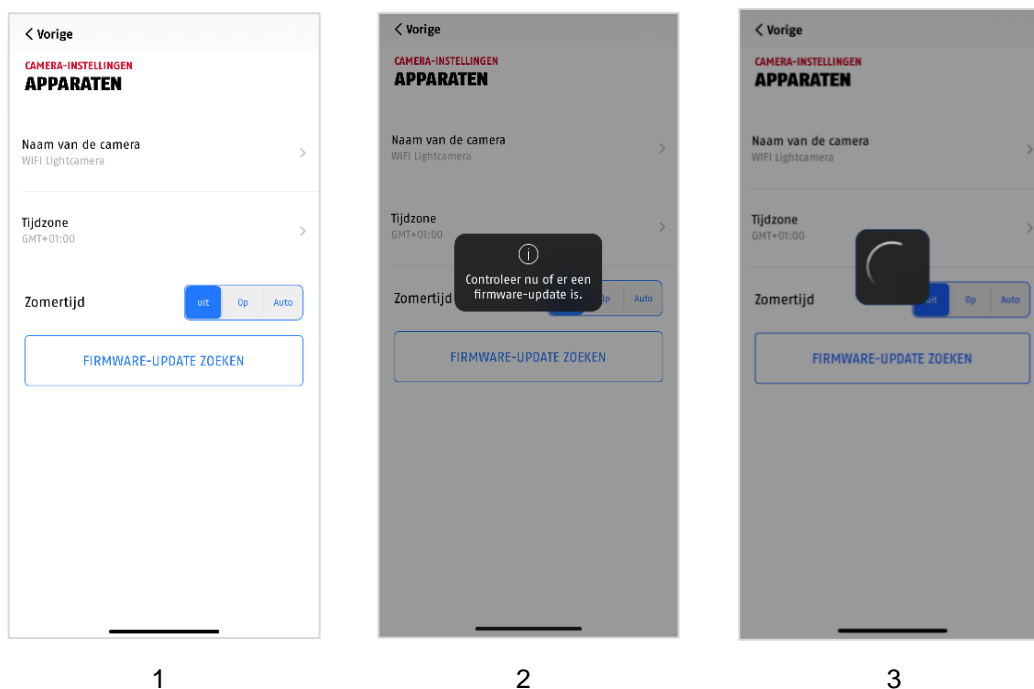 Vorige
CAMERA-INSTELLINGEN
APPARATEN
Naam van de camera
WIFI Lightcamera
Tijdzone
GMT+01:00
Zomertijd
uit Op Auto
FIRMWARE-UPDATE ZOEKEN
1
Vorige
CAMERA-INSTELLINGEN
APPARATEN
Naam van de camera
WIFI Lightcamera
Tijdzone
GMT+01:00
Controleer nu of er een
firmware-update is.
Zomertijd
Auto
FIRMWARE-UPDATE ZOEKEN
2
Vorige
CAMERA-INSTELLINGEN
APPARATEN
Naam van de camera
WIFI Lightcamera
Tijdzone
GMT+01:00
Zomertijd
Op Auto
FIRMWARE-UPDATE ZOEKEN
3